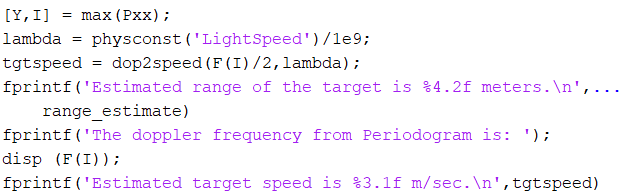 [Y,I] = max(Pxx);
lambda = physconst('LightSpeed')/1e9;
tgtspeed = dop2speed(F(I)/2,lambda);
fprintf('Estimated range of the target is %4.2f meters.\n',...
    range_estimate)
fprintf('The doppler frequency from Periodogram is: ');
disp (F(I));
fprintf('Estimated target speed is %3.1f m/sec.\n',tgtspeed)